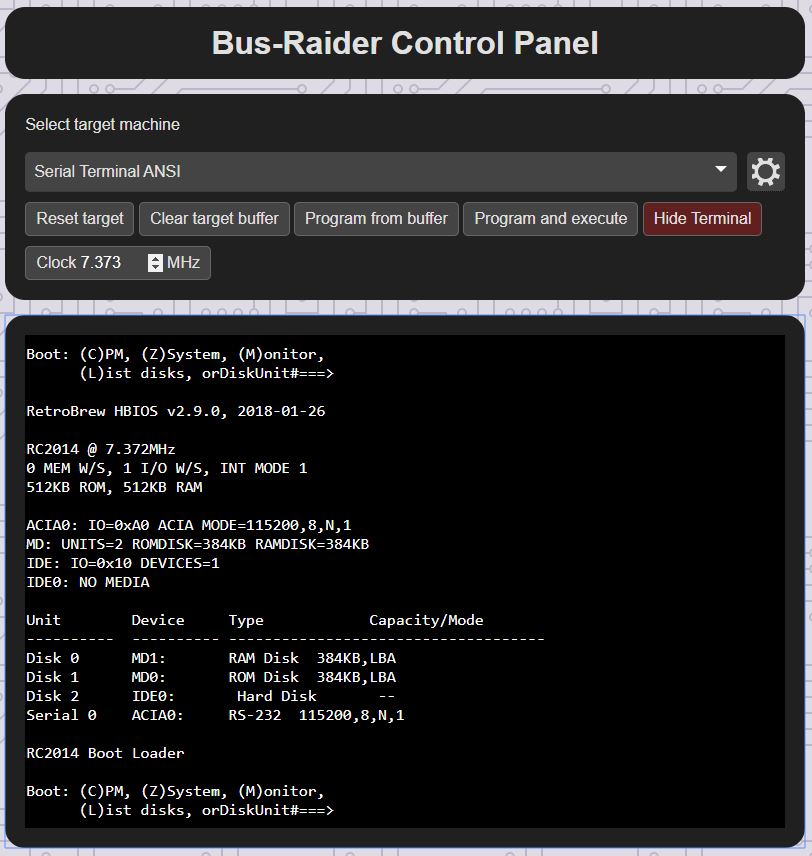 Bus-Raider Control Panel
Select target machine
Serial Terminal ANSI
Reset target Clear target buffer Program from buffer Program and execute Hide Terminal
Clock 7.373 MHz
Boot: (C)PM, (Z)System, (M)onitor,
      (L)ist disks, orDiskUnit#===>
RetroBrew HBIOS v2.9.0, 2018-01-26
RC2014 @ 7.372MHz
0 MEM W/S, 1 I/O W/S, INT MODE 1
512KB ROM, 512KB RAM
ACIA0: IO=0xA0 ACIA MODE=115200,8,N,1
MD: UNITS=2 ROMDISK=384KB RAMDISK=384KB
IDE: IO=0x10 DEVICES=1
IDE0: NO MEDIA
Unit        Device     Type            Capacity/Mode
----------  ---------- ------------------------------------
Disk 0      MD1:       RAM Disk  384KB,LBA
Disk 1      MD0:       ROM Disk  384KB,LBA
Disk 2      IDE0:       Hard Disk       --
Serial 0    ACIA0:     RS-232  115200,8,N,1
RC2014 Boot Loader
Boot: (C)PM, (Z)System, (M)onitor,
      (L)ist disks, orDiskUnit#===>